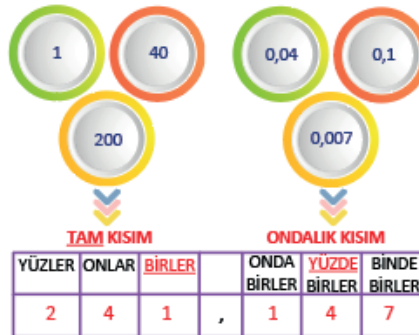 1 40 0,04 0,1
200 0,007
TAM KISIM ONDALIK KISIM
YÜZLER ONLAR BİRLER ONDA BİRLER YÜZDE BİRLER BİNDE BİRLER
2 4 1 , 1 4 7